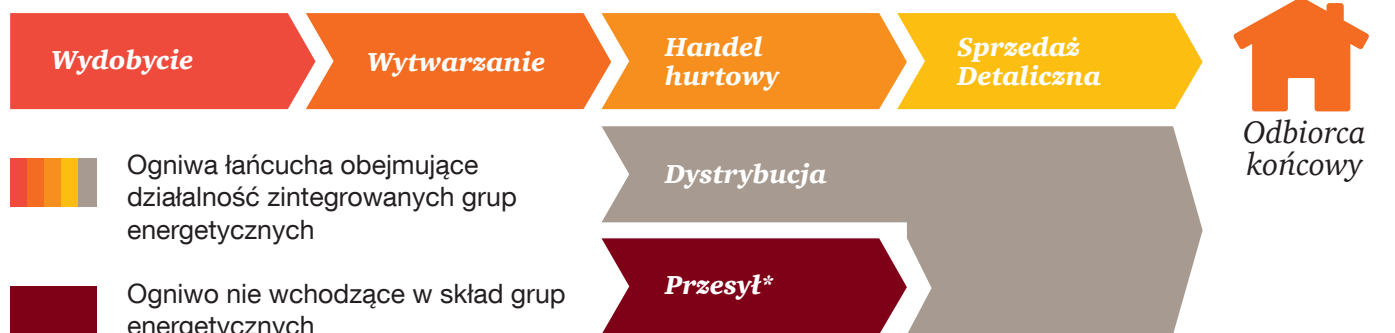 Wydobycie
Wytwarzanie
Handel
hurtowy
Sprzedaż
Detaliczna
Odbiorca
końcowy
Ogniwa łańcucha obejmujące
działalność zintegrowanych grup
energetycznych
Dystrybucja
Ogniwo nie wchodzące w skład grup
energetycznych
Przesył*